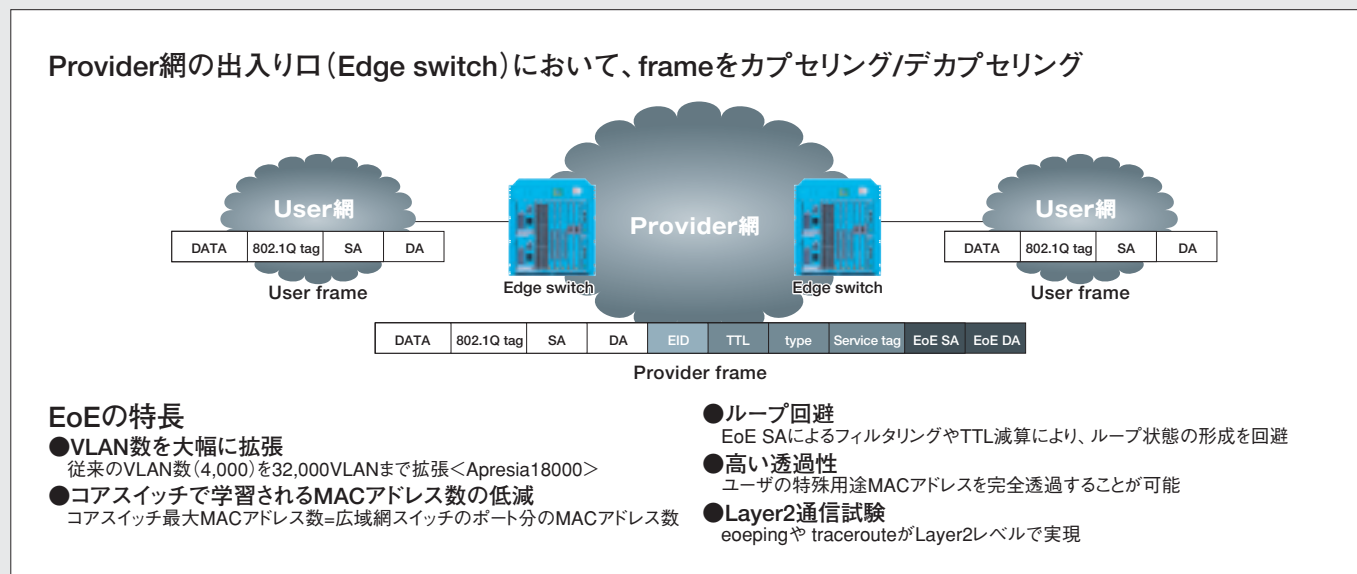 Provider網の出入り口（Edge switch）において、frameをカプセリング/デカプセリング
User網
Provider網
User網
DATA 802.1Q tag SA DA
User frame
Edge switch
Edge switch
DATA 802.1Q tag SA DA
User frame
DATA 802.1Q tag SA DA EID TTL type Service tag EoE SA EoE DA
Provider frame
EoEの特長
●VLAN数を大幅に拡張
従来のVLAN数（4,000）を32,000VLANまで拡張＜Apresia18000＞
●コアスイッチで学習されるMACアドレス数の低減
コアスイッチ最大MACアドレス数=広域網スイッチのポート分のMACアドレス数
●ループ回避
EoE SAによるフィルタリングやTTL減算により、ループ状態の形成を回避
●高い透過性
ユーザの特殊用途MACアドレスを完全透過することが可能
●Layer2通信試験
eoepingや tracerouteがLayer2レベルで実現